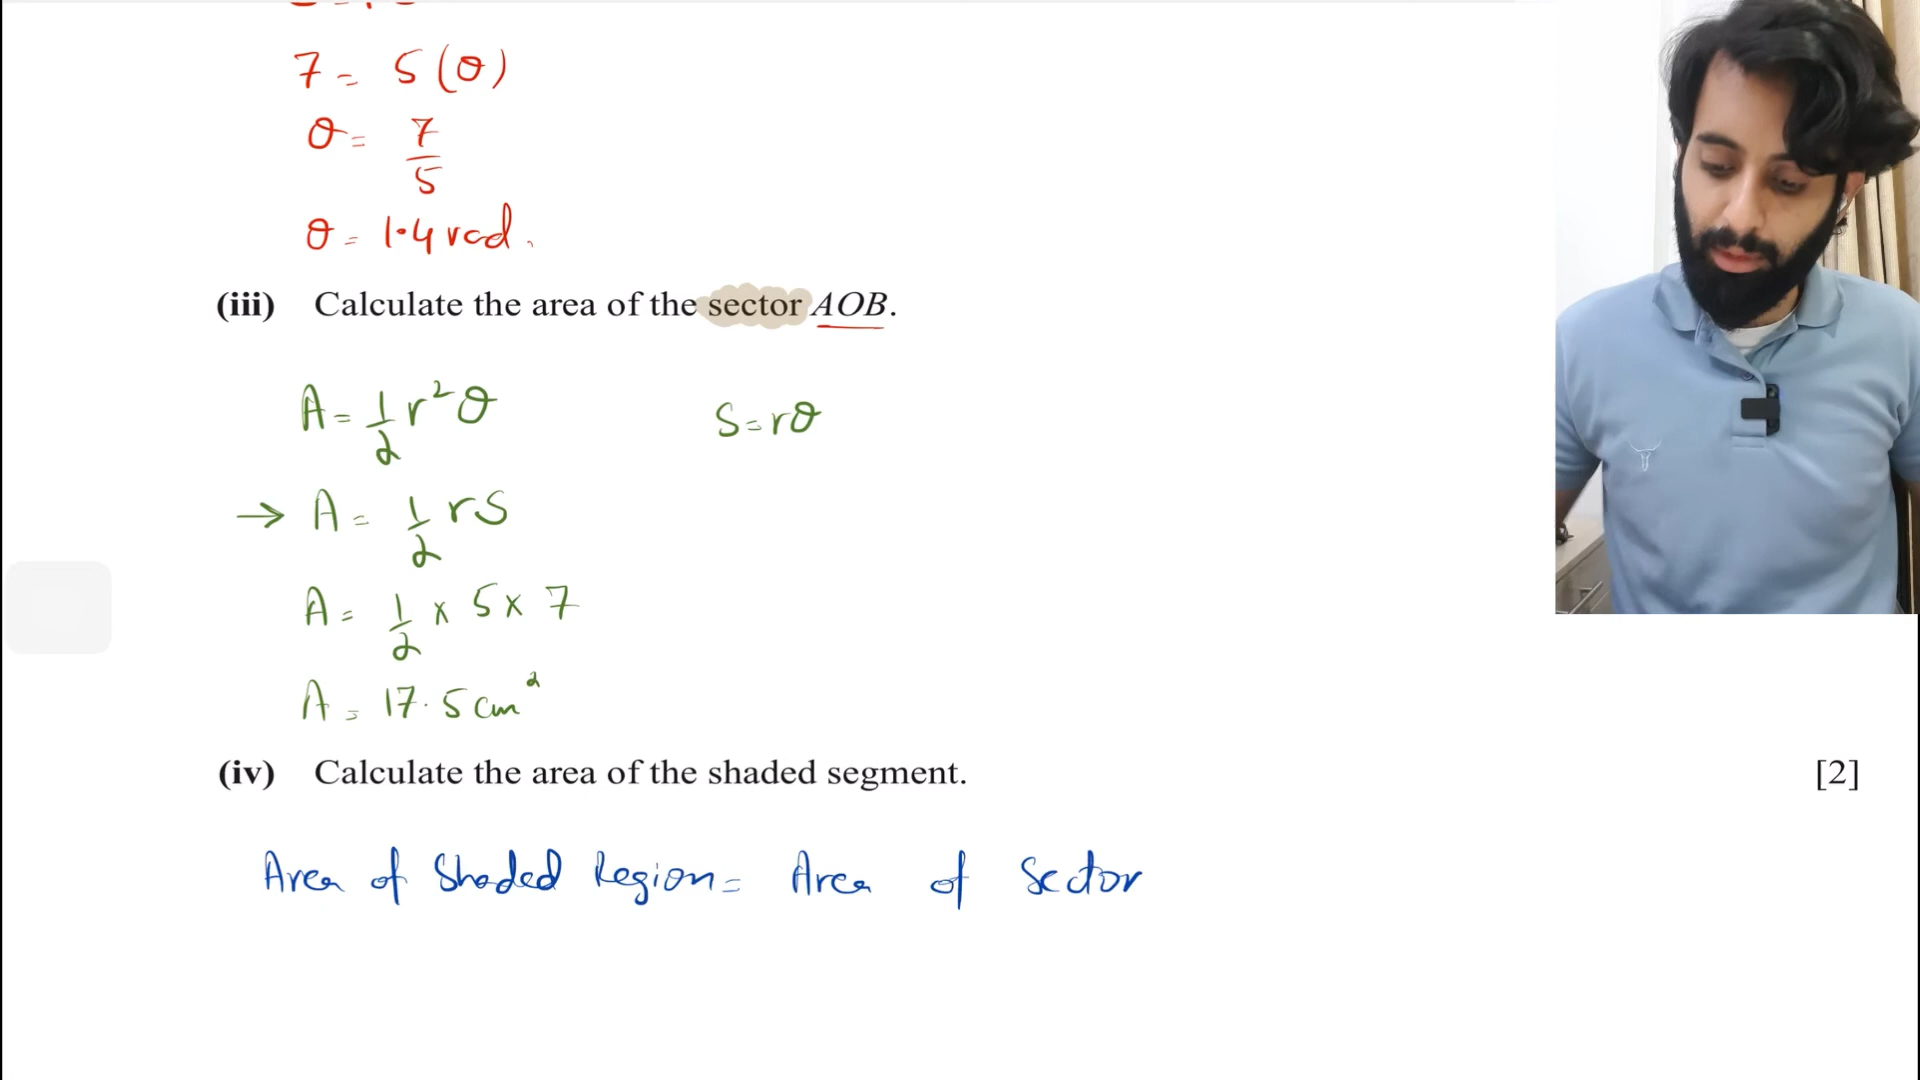 7 = 5(θ)
θ = 7/5
θ = 1.4 rad.
(iii) Calculate the area of the sector AOB.
A = 1/2 r²θ S = rθ
→ A = 1/2 rS
A = 1/2 × 5 × 7
A = 17.5 cm²
(iv) Calculate the area of the shaded segment. [2]
Area of Shaded Region = Area of Sector